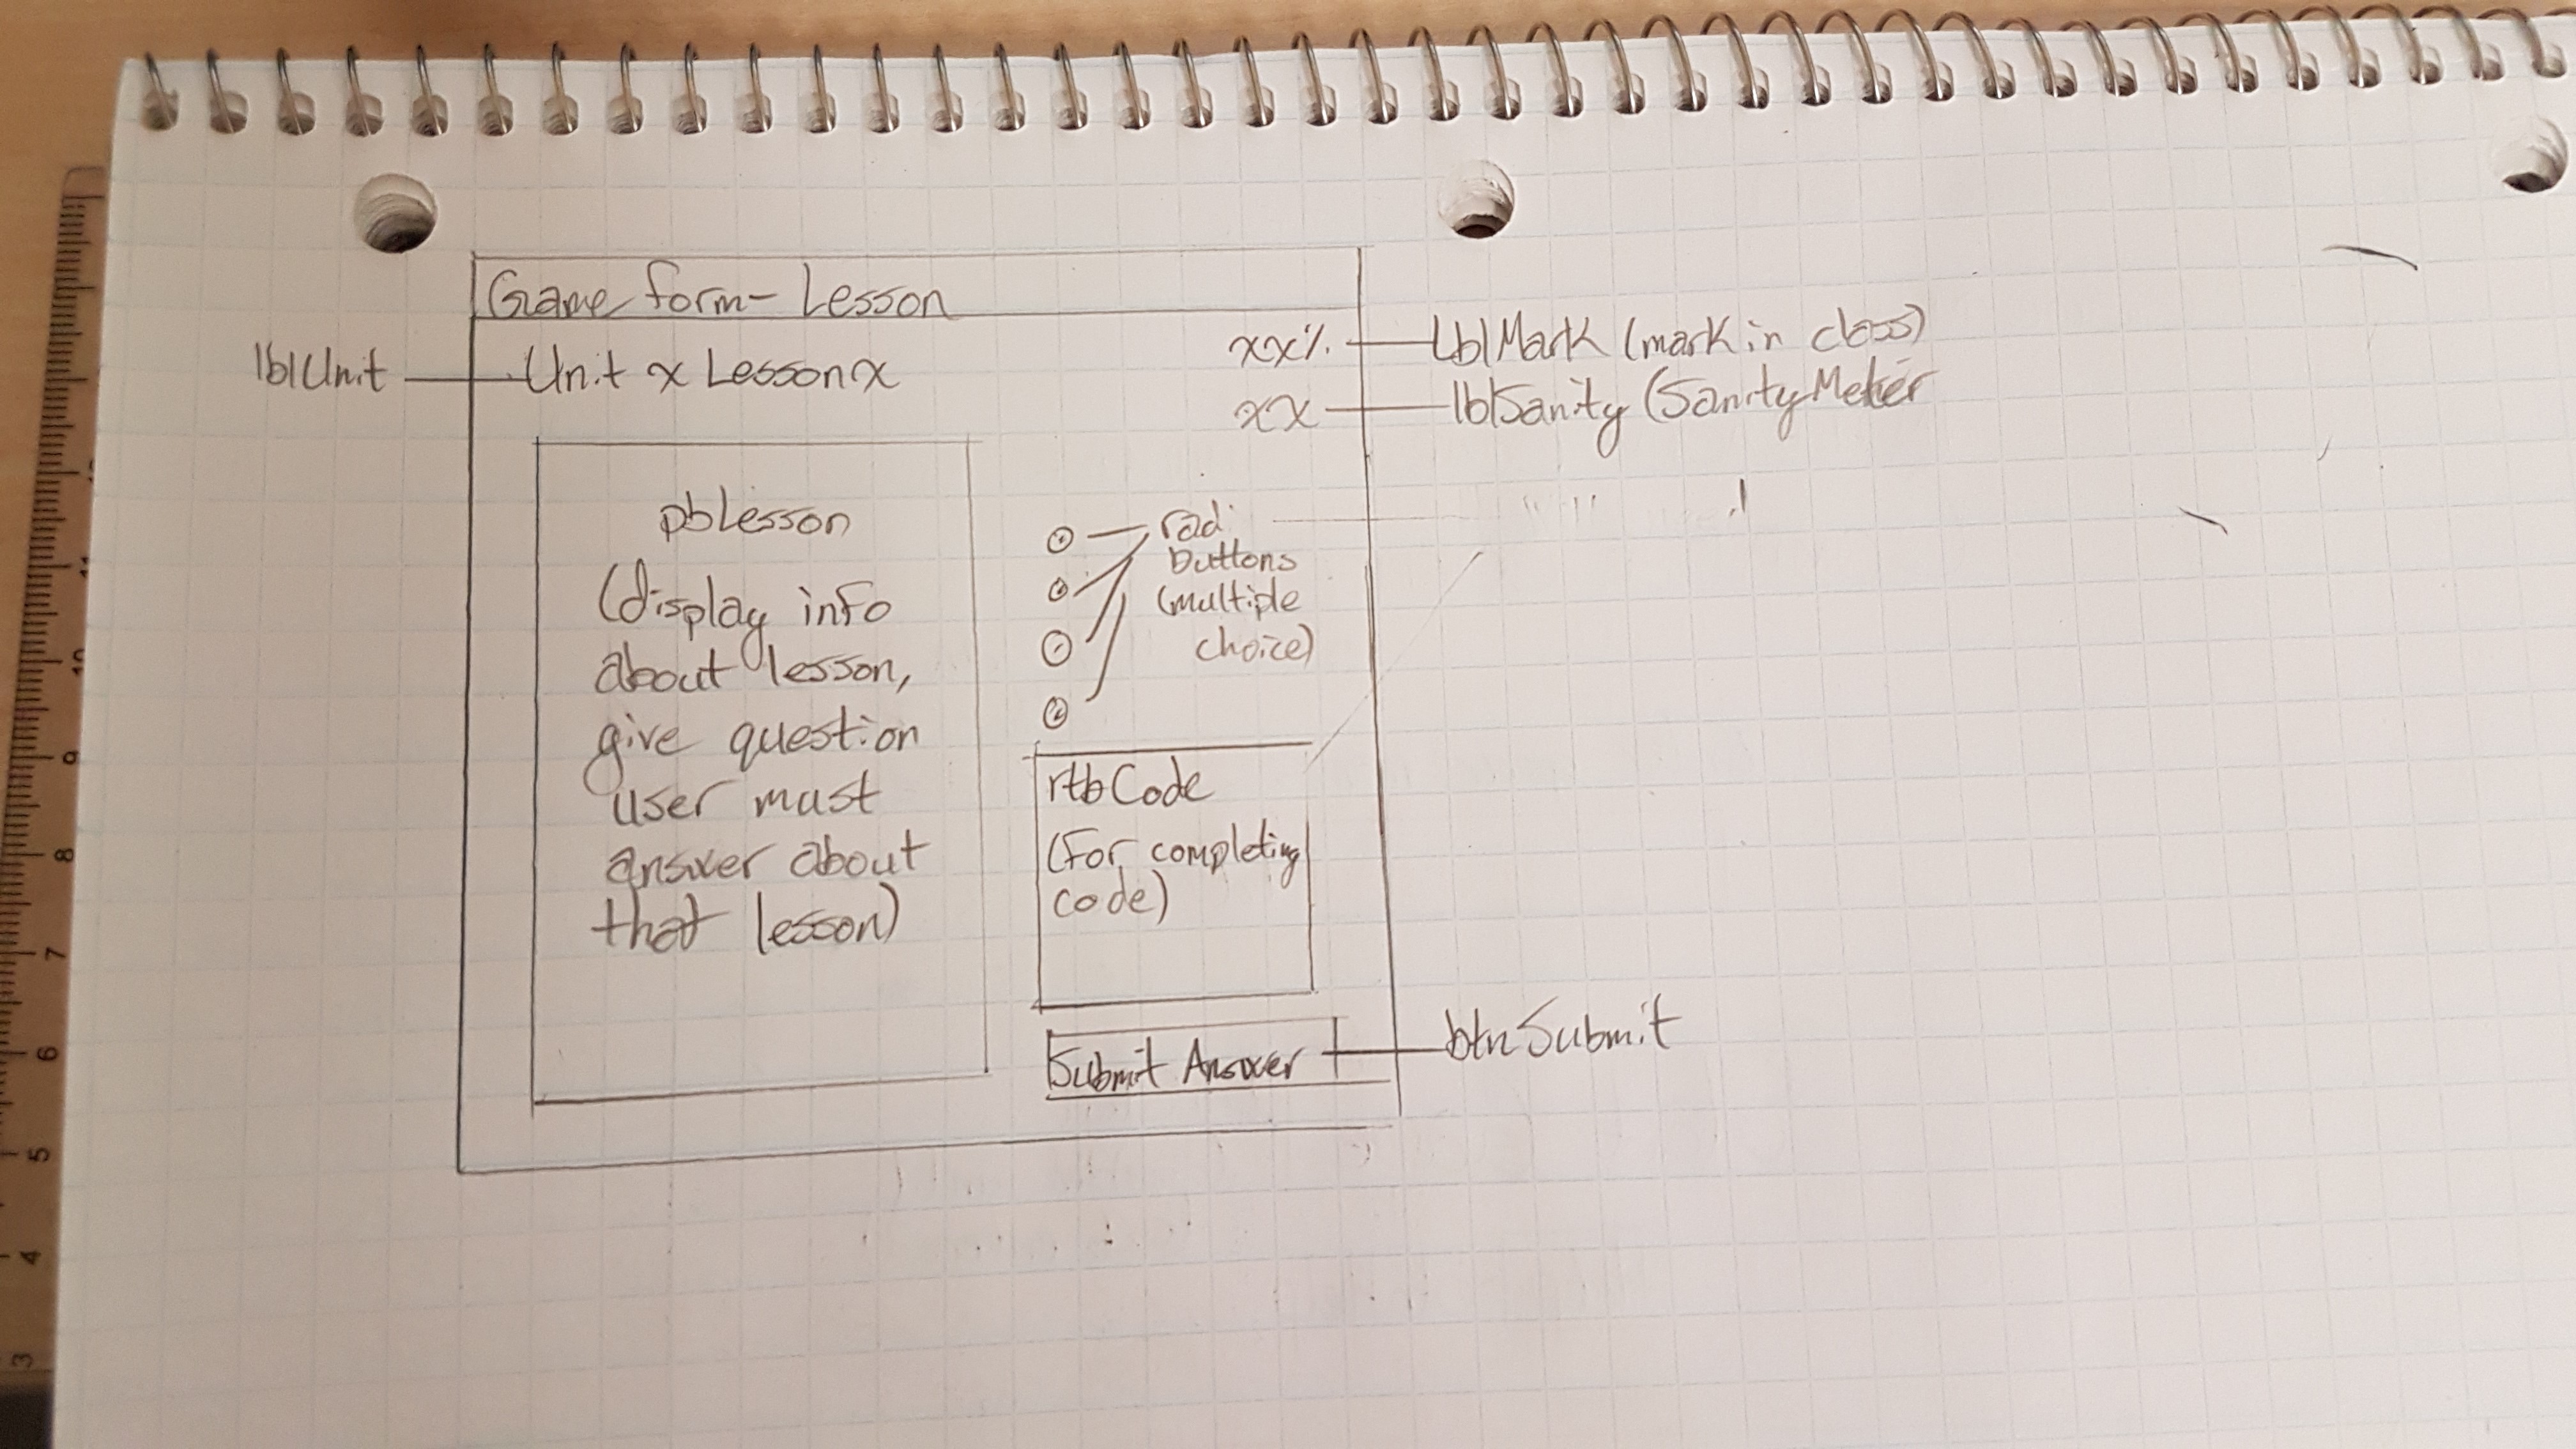 Game form - Lesson
lblUnit
Unit x Lesson x
xx%
lblMark (mark in class)
xx
lblSanity (Sanity Meter
pbLesson
(display info
about lesson,
give question
user must
answer about
that lesson)
rad
buttons
(multiple
choice)
rtbCode
(for completing
code)
Submit Answer
btnSubmit
11
10
9
8
7
6
5
4
3